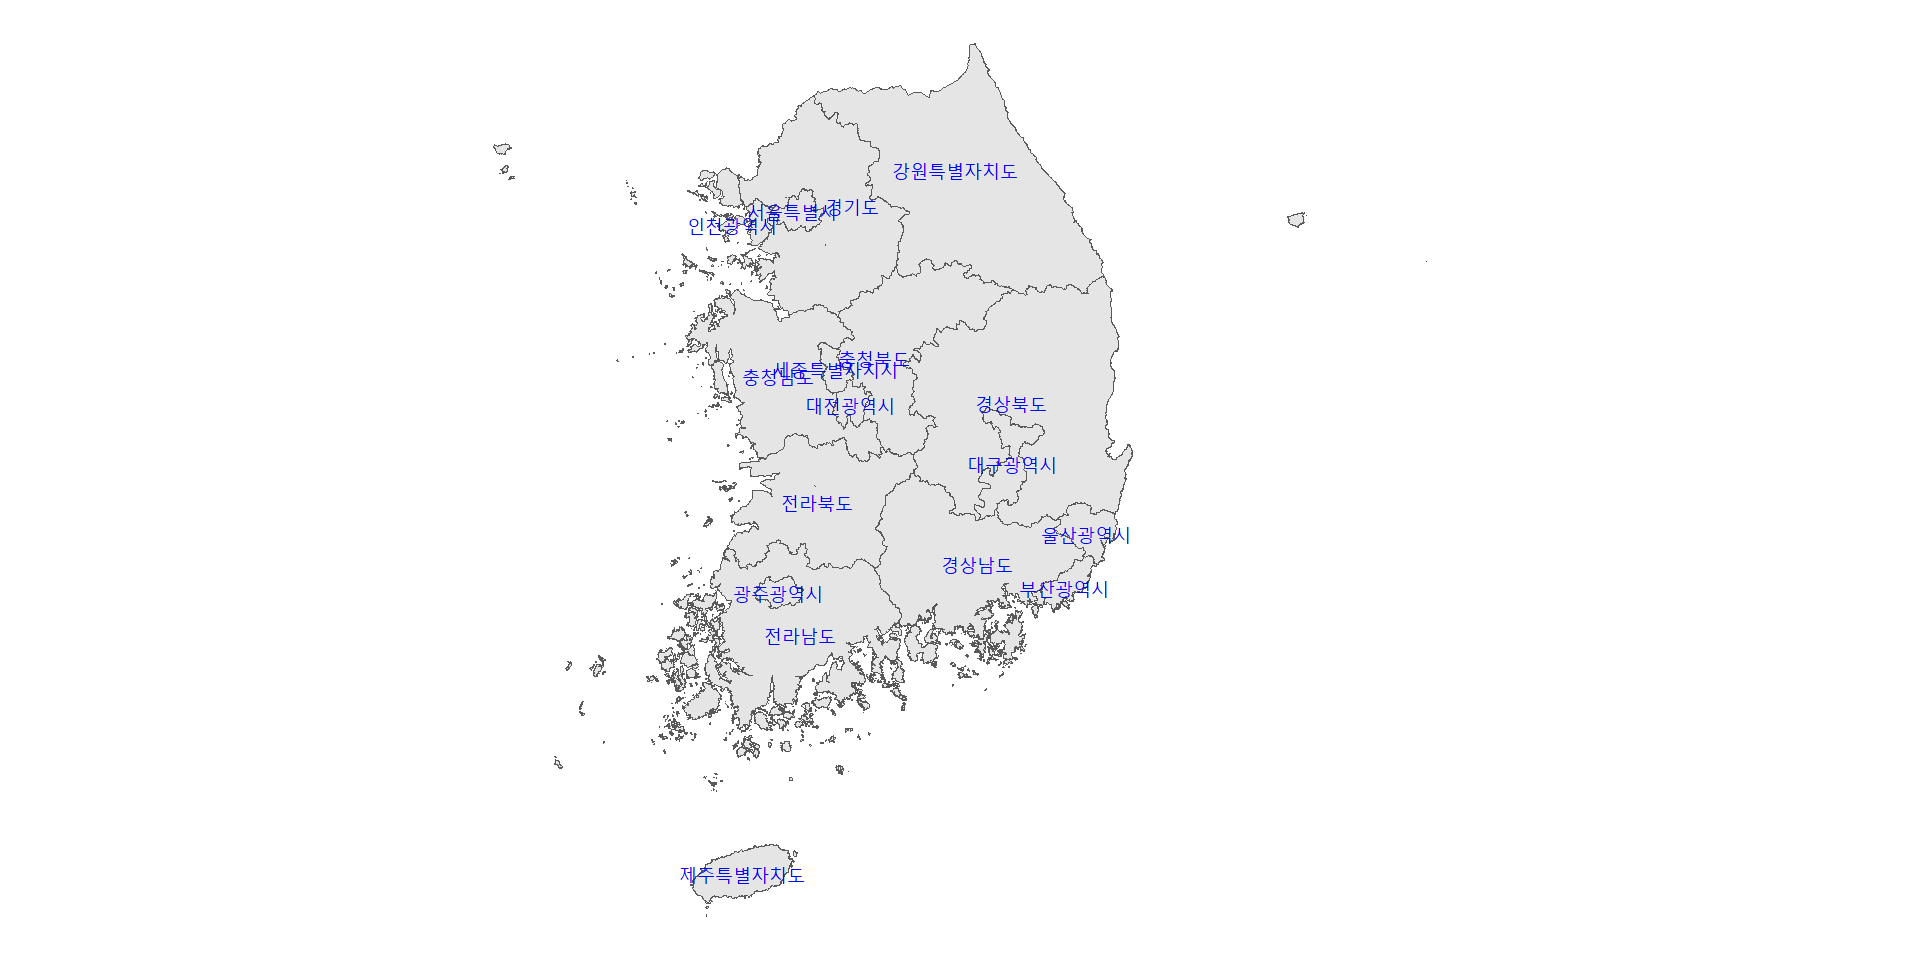 강원특별자치도
경기도
서울특별시
인천광역시
충청북도
세종특별자치시
충청남도
경상북도
대전광역시
대구광역시
전라북도
울산광역시
경상남도
부산광역시
광주광역시
전라남도
제주특별자치도